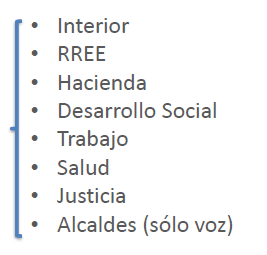 • Interior
• RREE
• Hacienda
• Desarrollo Social
• Trabajo
• Salud
• Justicia
• Alcaldes (sólo voz)